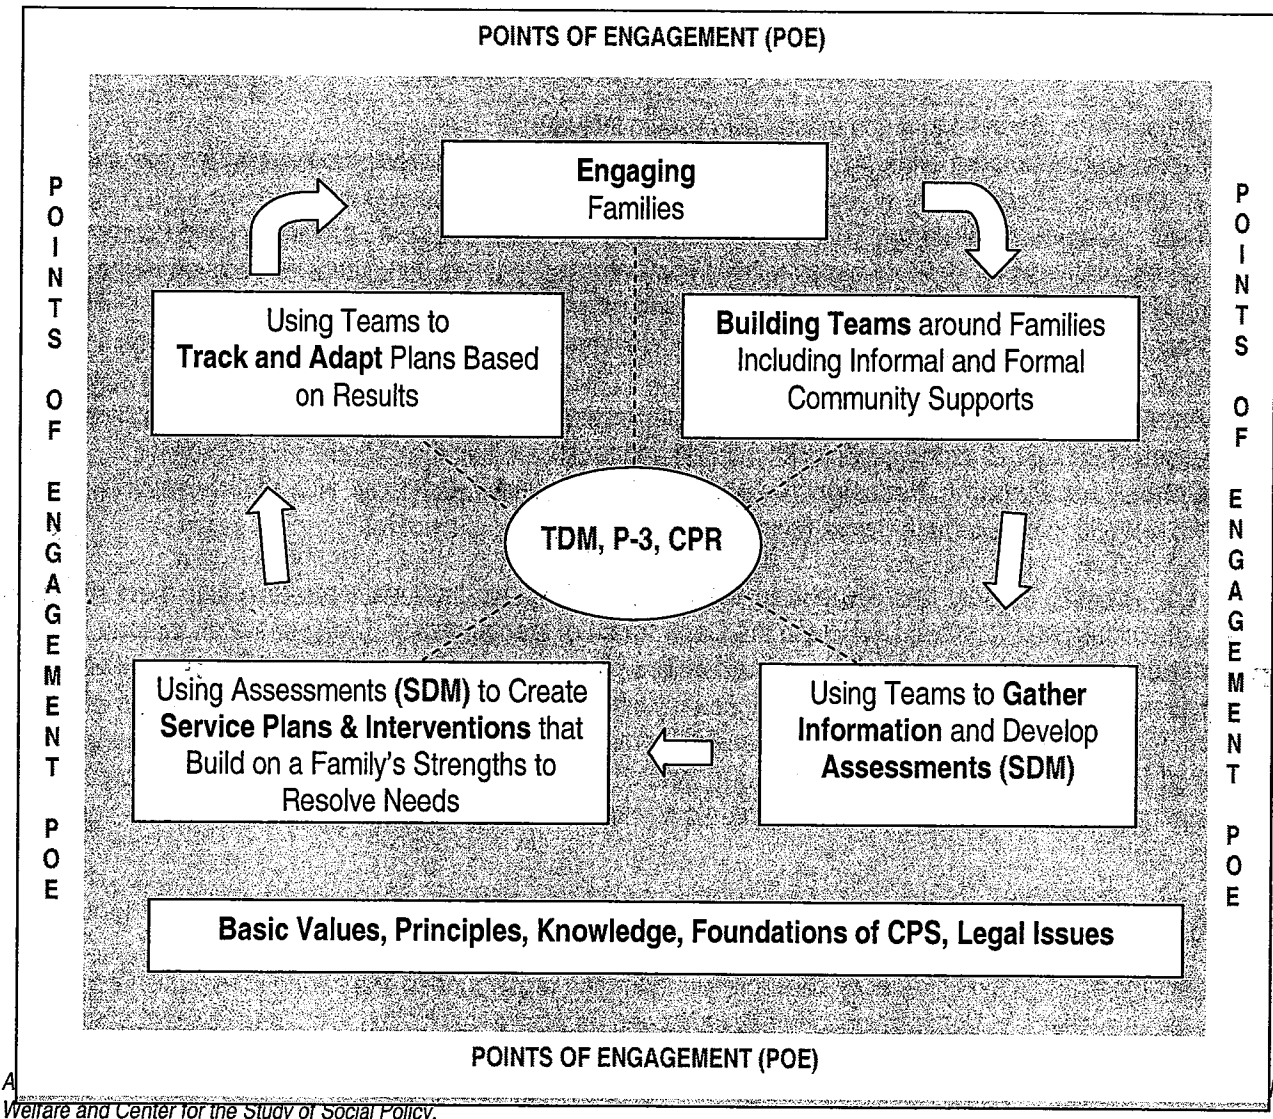 POINTS OF ENGAGEMENT (POE)
POINTS OF ENGAGEMENT POE
Engaging
Families
Using Teams to
Track and Adapt Plans Based
on Results
Building Teams around Families
Including Informal and Formal
Community Supports
TDM, P-3, CPR
Using Assessments (SDM) to Create
Service Plans & Interventions that
Build on a Family's Strengths to
Resolve Needs
Using Teams to Gather
Information and Develop
Assessments (SDM)
POINTS OF ENGAGEMENT POE
Basic Values, Principles, Knowledge, Foundations of CPS, Legal Issues
POINTS OF ENGAGEMENT (POE)
A
Welfare and Center for the Study of Social Policy.